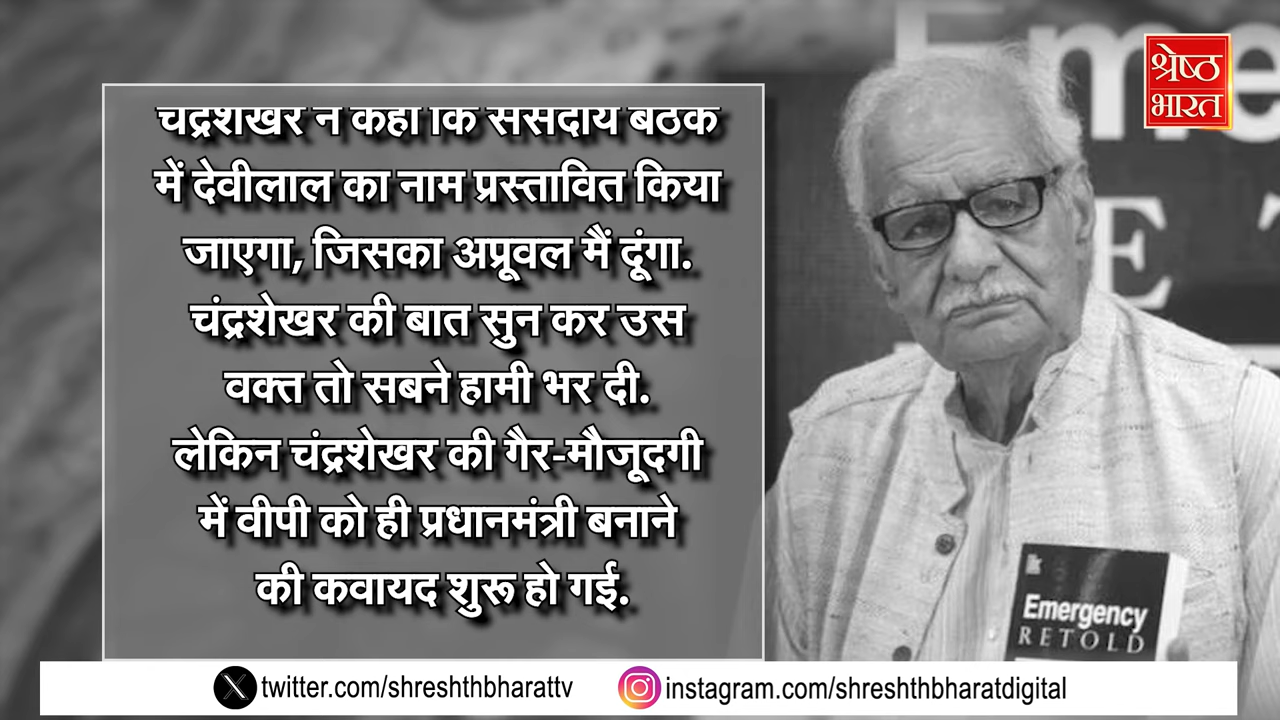 चंद्रशेखर ने कहा कि संसदीय बैठक
में देवीलाल का नाम प्रस्तावित किया
जाएगा, जिसका अप्रूवल मैं दूंगा.
चंद्रशेखर की बात सुन कर उस
वक्त तो सबने हामी भर दी.
लेकिन चंद्रशेखर की गैर-मौजूदगी
में वीपी को ही प्रधानमंत्री बनाने
की कवायद शुरू हो गई.
श्रेष्ठ
भारत
Eme
E
Emergency
RETOLD
twitter.com/shreshthbharattv
instagram.com/shreshthbharatdigital